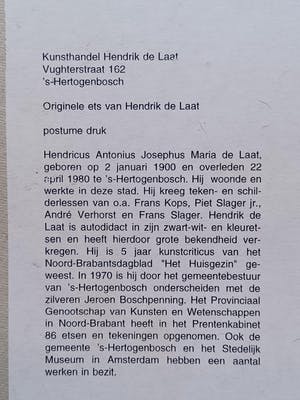 Kunsthandel Hendrik de Laat
Vughterstraat 162
's-Hertogenbosch
Originele ets van Hendrik de Laat
postume druk
Hendricus Antonius Josephus Maria de Laat,
geboren op 2 januari 1900 en overleden 22
april 1980 te 's-Hertogenbosch. Hij woonde en
werkte in deze stad. Hij kreeg teken- en schil-
derlessen van o.a. Frans Kops, Piet Slager jr.,
André Verhorst en Frans Slager. Hendrik de
Laat is autodidact in zijn zwart-wit- en kleuret-
sen en heeft hierdoor grote bekendheid ver-
kregen. Hij is 5 jaar kunstcriticus van het
Noord-Brabantsdagblad "Het Huisgezin" ge-
weest. In 1970 is hij door het gemeentebestuur
van 's-Hertogenbosch onderscheiden met de
zilveren Jeroen Boschpenning. Het Provinciaal
Genootschap van Kunsten en Wetenschappen
in Noord-Brabant heeft in het Prentenkabinet
86 etsen en tekeningen opgenomen. Ook de
gemeente 's-Hertogenbosch en het Stedelijk
Museum in Amsterdam hebben een aantal
werken in bezit.